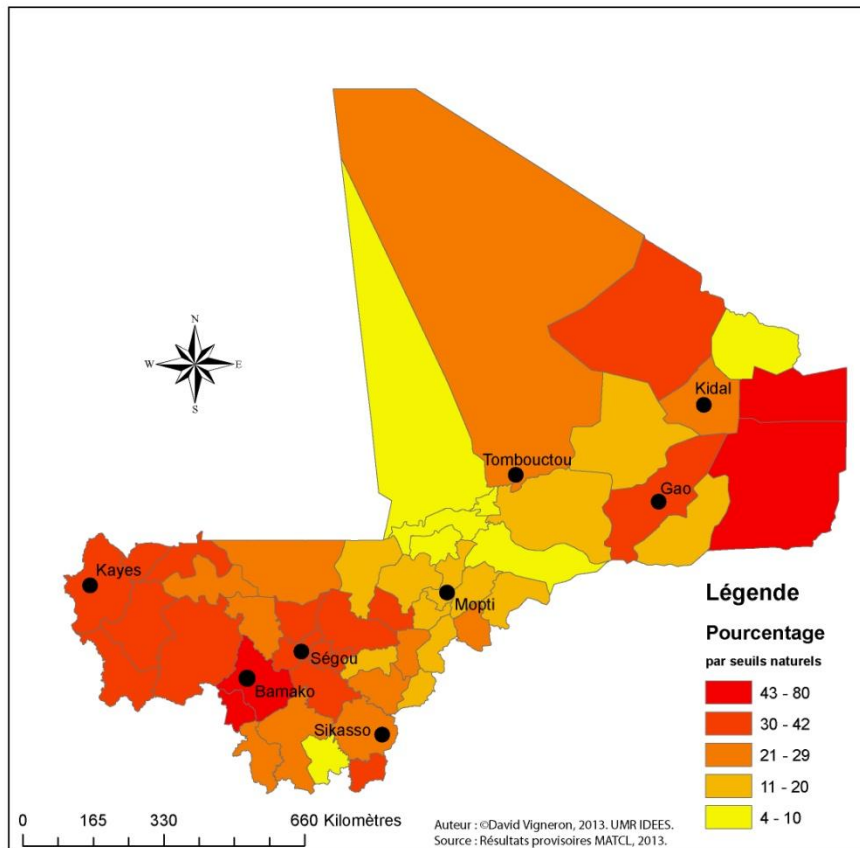 N
W
E
S
Kidal
Tombouctou
Gao
Kayes
Mopti
Ségou
Bamako
Sikasso
Légende
Pourcentage
par seuils naturels
43 - 80
30 - 42
21 - 29
11 - 20
4 - 10
0 165 330 660 Kilomètres
Auteur : ©David Vigneron, 2013. UMR IDEES.
Source : Résultats provisoires MATCL, 2013.